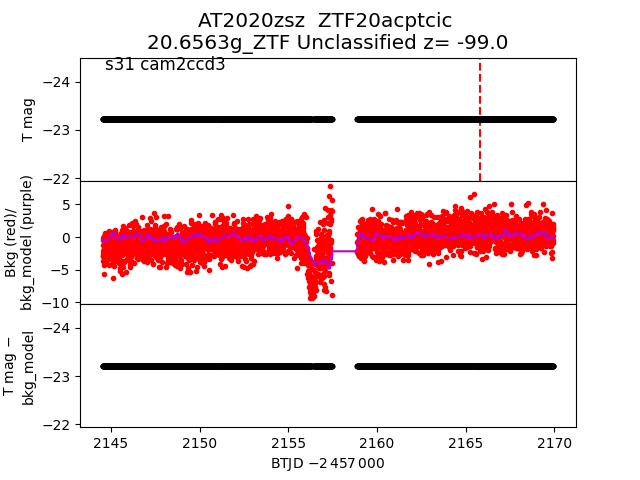 AT2020zsz  ZTF20acptcic
20.6563g_ZTF Unclassified z= -99.0
s31 cam2ccd3
T mag
−24
−23
−22
Bkg (red)/
bkg_model (purple)
5
0
−5
−10
T mag −
bkg_model
−24
−23
−22
2145 2150 2155 2160 2165 2170
BTJD −2 457 000